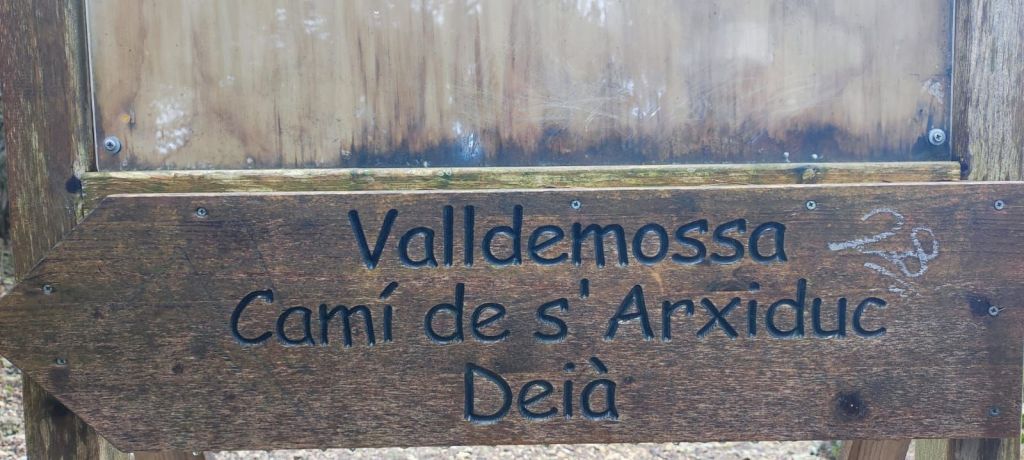 Valldemossa
Camí de s'Arxiduc
Deià